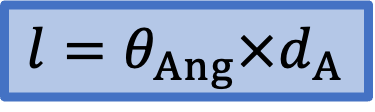 l = θ_Ang×d_A